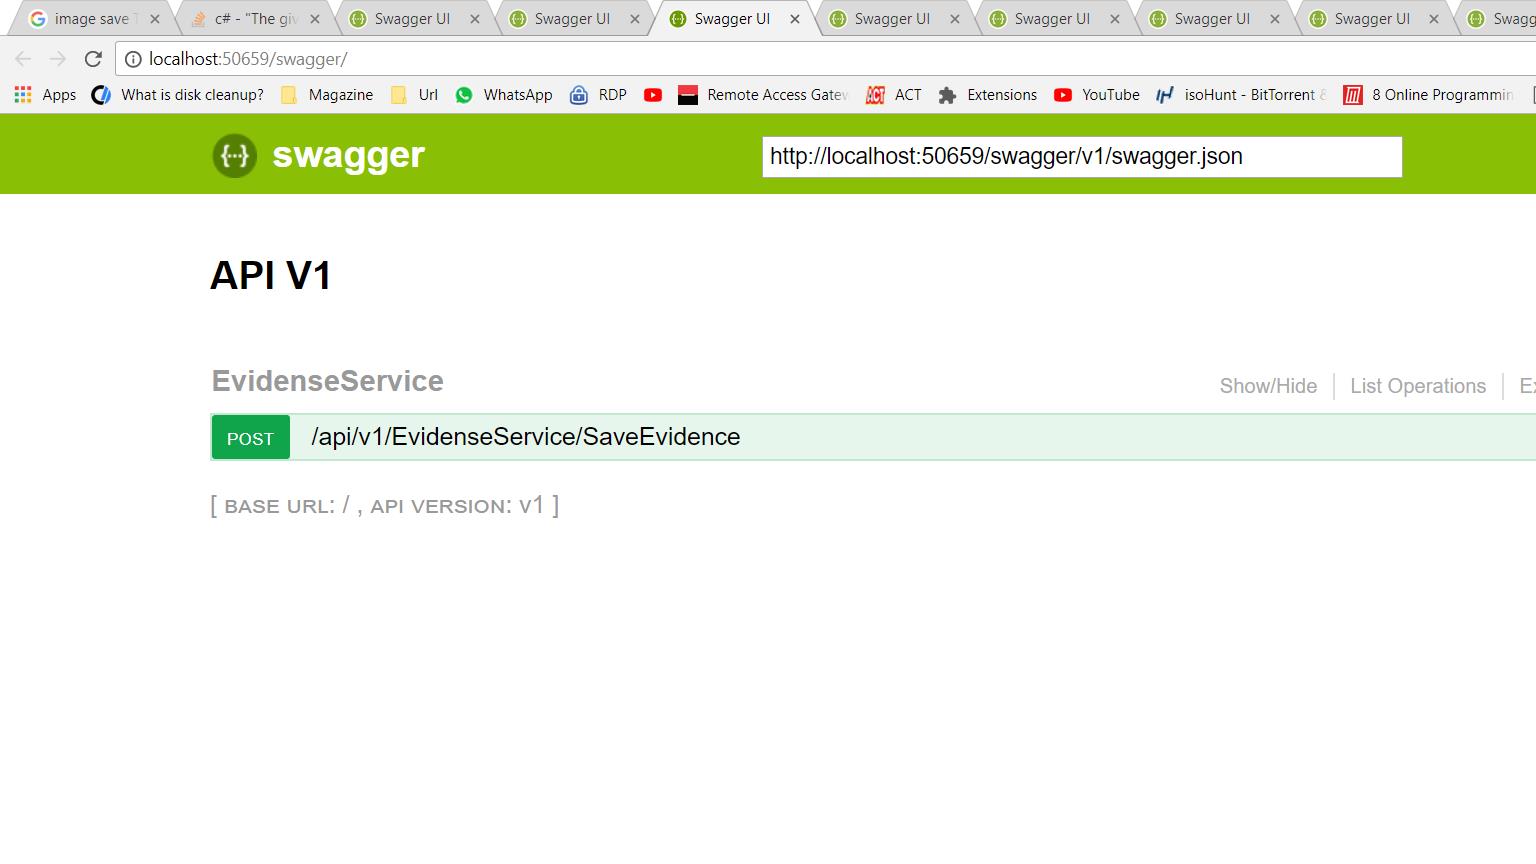 image save
c# - "The giv
Swagger UI
Swagger UI
Swagger UI
Swagger UI
Swagger UI
Swagger UI
Swagger UI
Swagg
localhost:50659/swagger/
Apps What is disk cleanup? Magazine Url WhatsApp RDP Remote Access Gatew ACT Extensions YouTube isoHunt - BitTorrent & 8 Online Programmin
{···} swagger http://localhost:50659/swagger/v1/swagger.json
API V1
EvidenseService Show/Hide List Operations Ex
POST /api/v1/EvidenseService/SaveEvidence
[ BASE URL: / , API VERSION: V1 ]